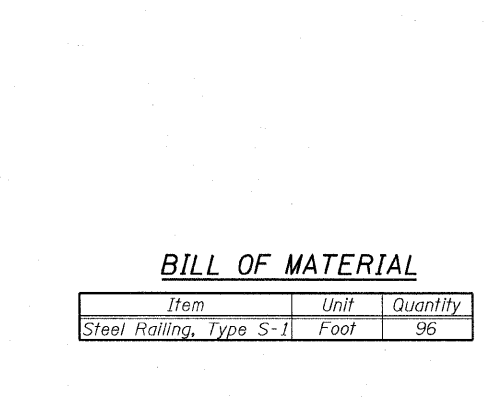 BILL OF MATERIAL
Item Unit Quantity
Steel Railing, Type S-1 Foot 96